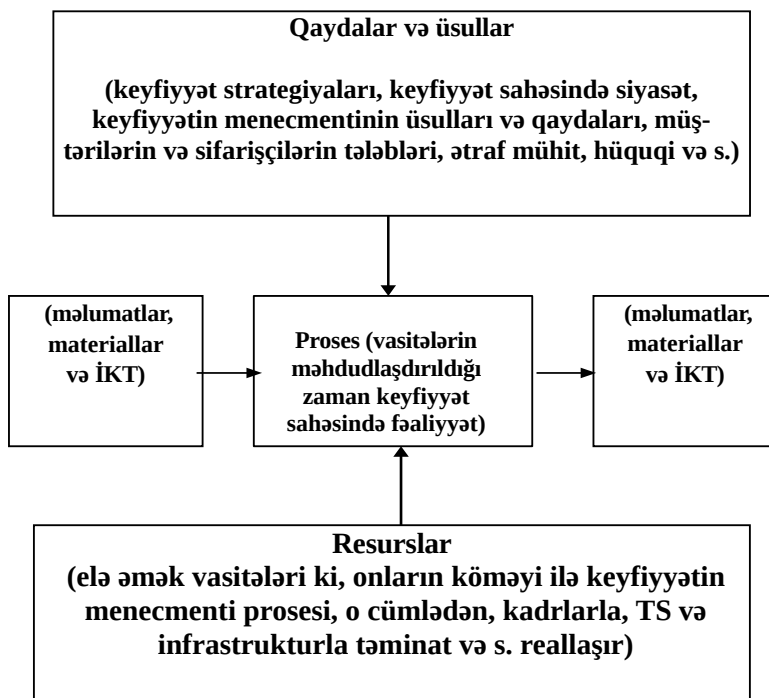 Qaydalar və üsullar
(keyfiyyət strategiyaları, keyfiyyət sahəsində siyasət,
keyfiyyətin menecmentinin üsulları və qaydaları, müş-
tərilərin və sifarişçilərin tələbləri, ətraf mühit, hüquqi və s.)
(məlumatlar,
materiallar
və İKT)
Proses (vasitələrin
məhdudlaşdırıldığı
zaman keyfiyyət
sahəsində fəaliyyət)
(məlumatlar,
materiallar
və İKT)
Resurslar
(elə əmək vasitələri ki, onların köməyi ilə keyfiyyətin
menecmenti prosesi, o cümlədən, kadrlarla, TS və
infrastrukturla təminat və s. reallaşır)